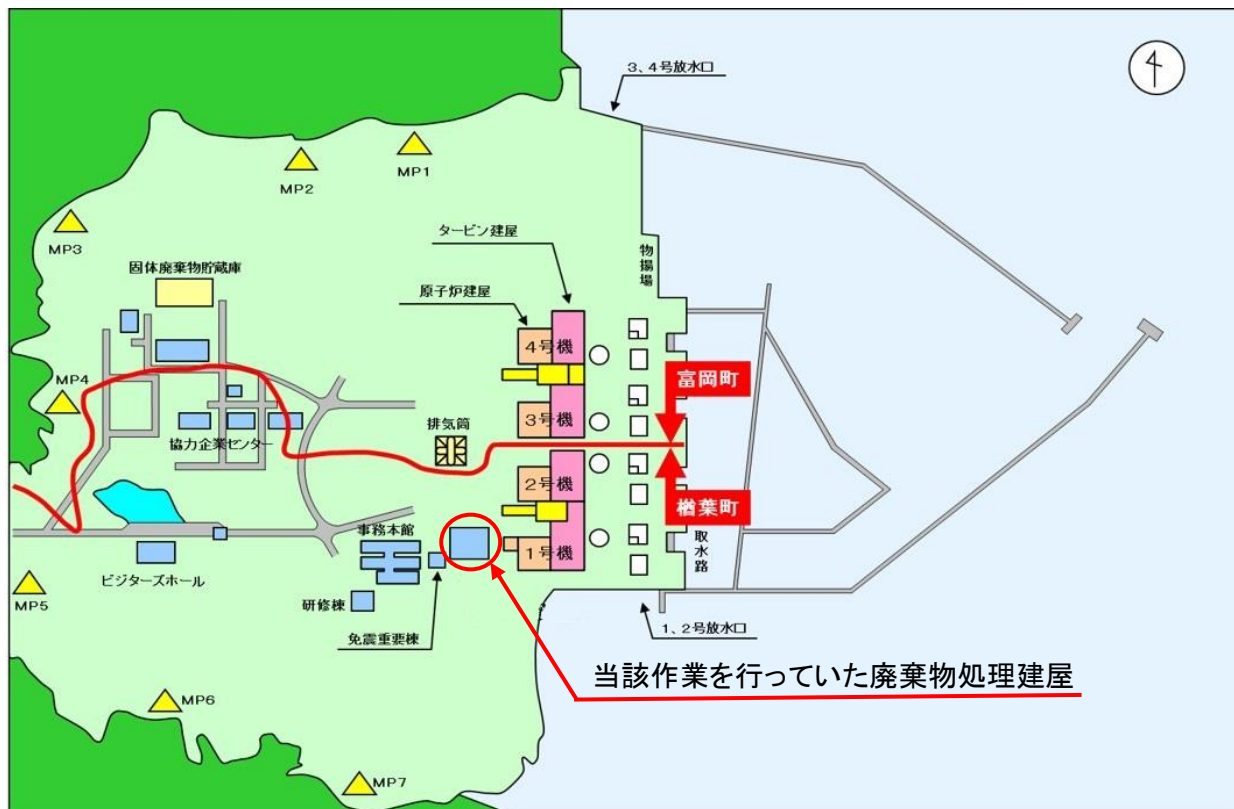 3、4号放水口
MP1
MP2
MP3
タービン建屋
物揚場
固体廃棄物貯蔵庫
原子炉建屋
4号機
MP4
富岡町
排気筒
3号機
協力企業センター
2号機
楢葉町
事務本館
取水路
1号機
ビジターズホール
MP5
研修棟
免震重要棟
1、2号放水口
当該作業を行っていた廃棄物処理建屋
MP6
MP7